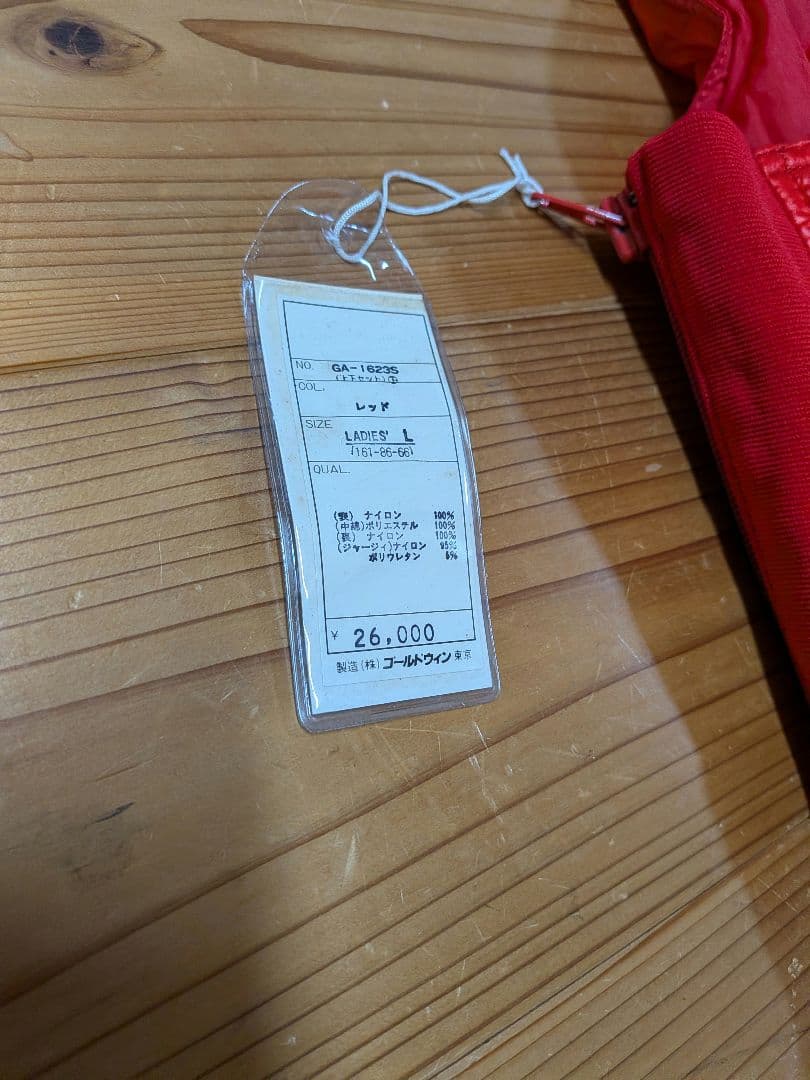 NO. GA-1623S
(上下セット)
COL.
レッド
SIZE
LADIES' L
(161-86-66)
QUAL.
(表) ナイロン 100%
(中綿)ポリエステル 100%
(裏) ナイロン 100%
(ジャージィ)ナイロン 95%
ポリウレタン 5%
¥ 26,000
製造(株)ゴールドウィン東京